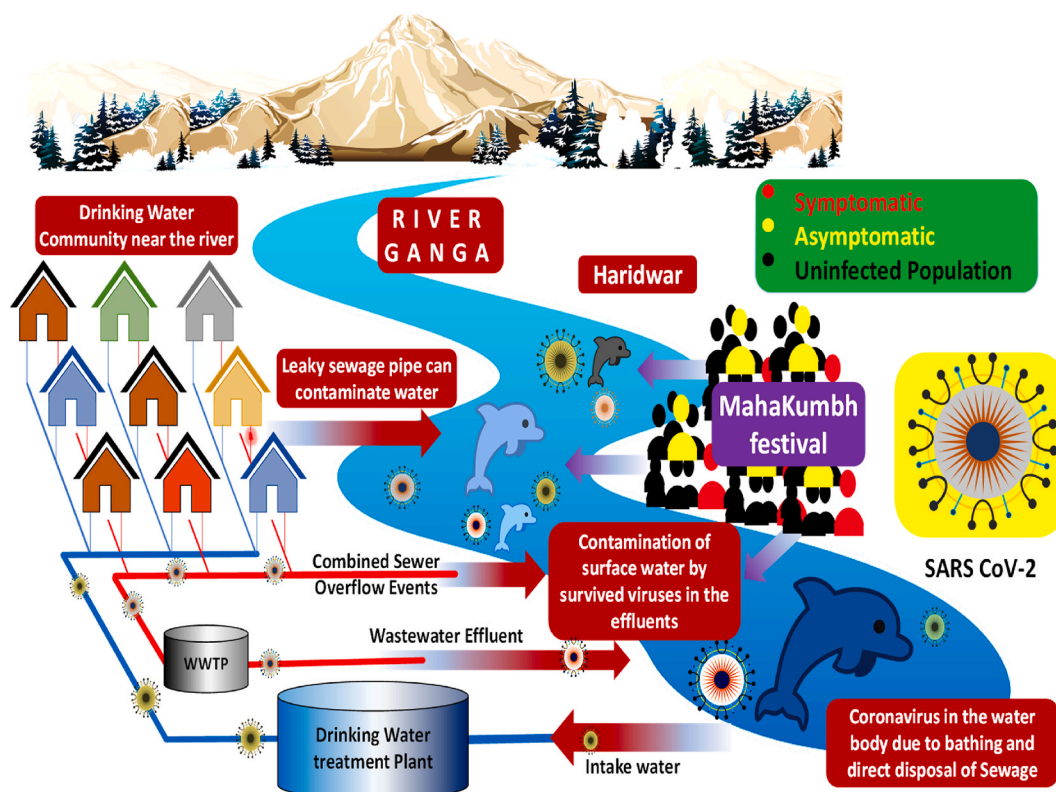 Drinking Water
Community near the river
RIVER
GANGA
Haridwar
Symptomatic
Asymptomatic
Uninfected Population
Leaky sewage pipe can
contaminate water
MahaKumbh
festival
SARS CoV-2
Combined Sewer
Overflow Events
Contamination of
surface water by
survived viruses in the
effluents
WWTP
Wastewater Effluent
Drinking Water
treatment Plant
Intake water
Coronavirus in the water
body due to bathing and
direct disposal of Sewage